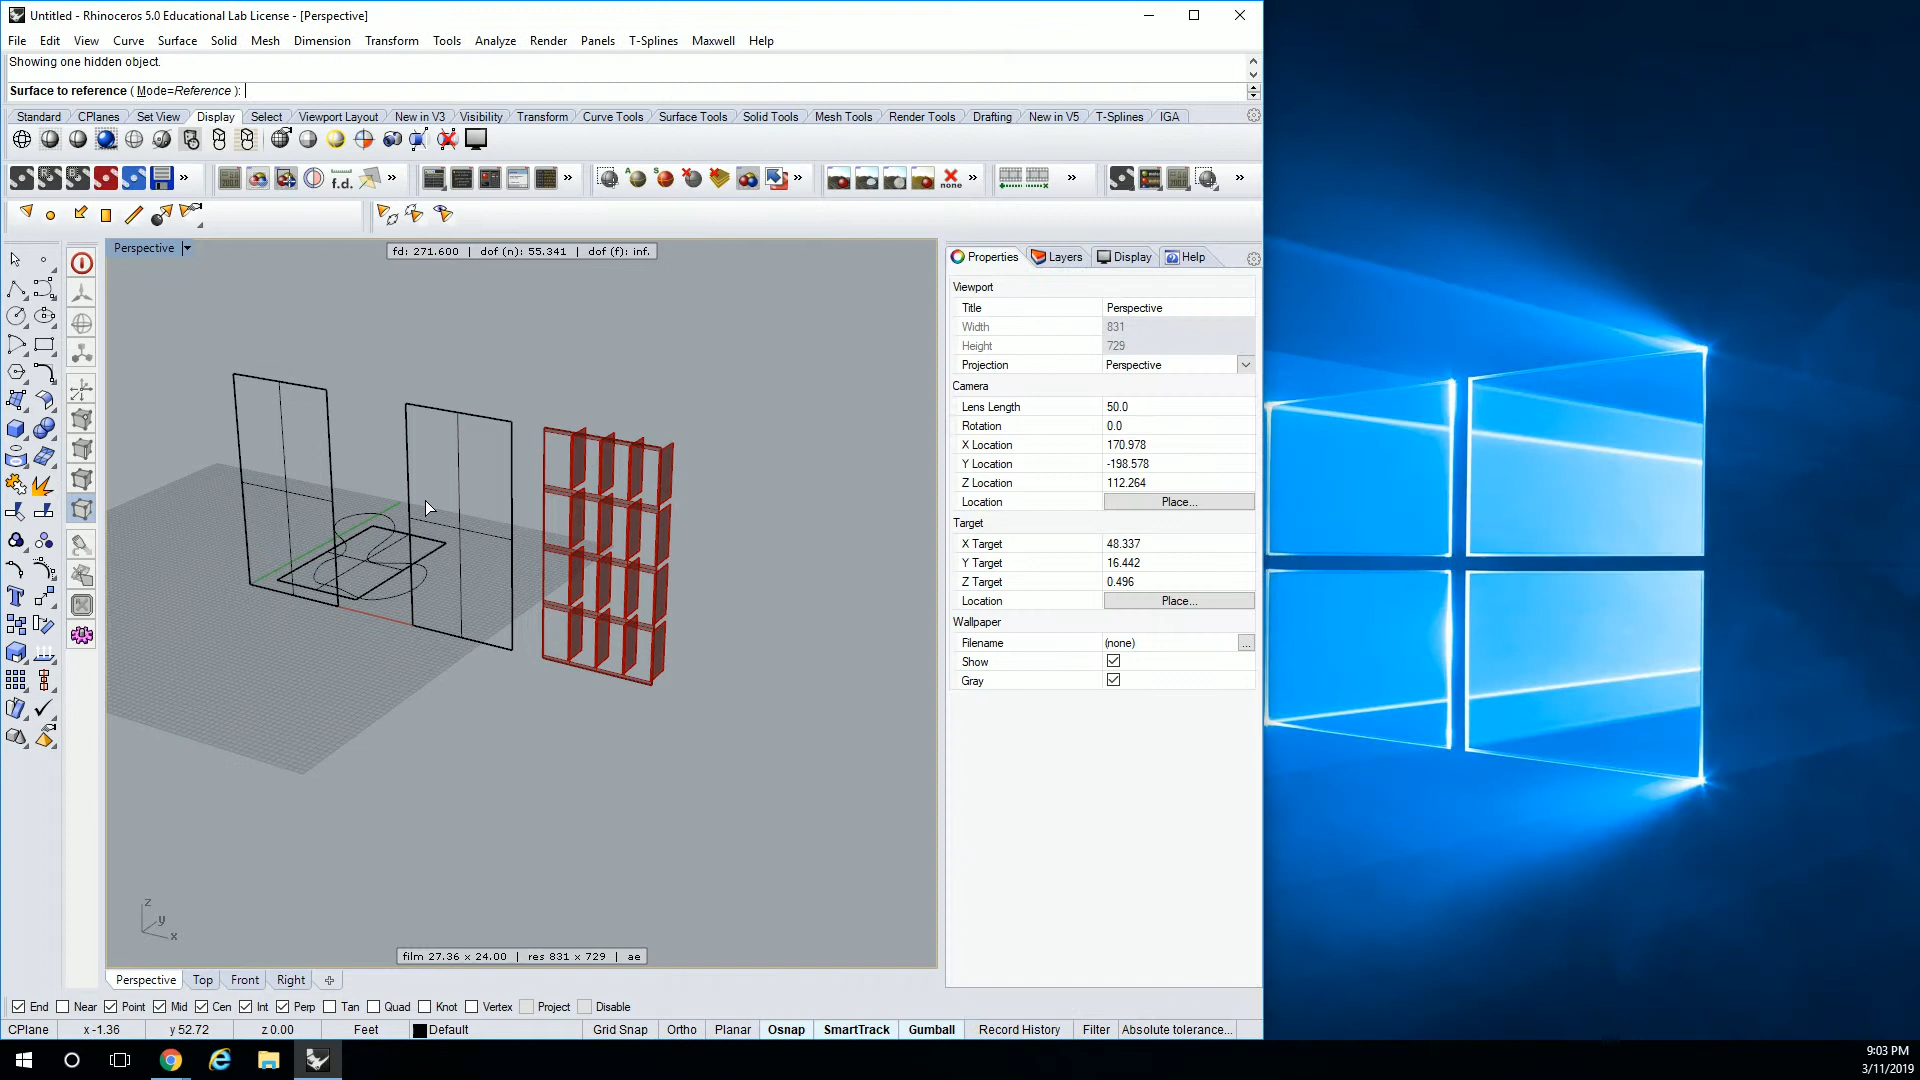 Untitled - Rhinoceros 5.0 Educational Lab License - [Perspective]
File Edit View Curve Surface Solid Mesh Dimension Transform Tools Analyze Render Panels T-Splines Maxwell Help
Showing one hidden object.
Surface to reference ( Mode=Reference ):
Standard CPlanes Set View Display Select Viewport Layout New in V3 Visibility Transform Curve Tools Surface Tools Solid Tools Mesh Tools Render Tools Drafting New in V5 T-Splines IGA
f.d. none
Perspective
fd: 271.600 | dof (n): 55.341 | dof (f): inf.
Properties Layers Display Help
Viewport
Title Perspective
Width 831
Height 729
Projection Perspective
Camera
Lens Length 50.0
Rotation 0.0
X Location 170.978
Y Location -198.578
Z Location 112.264
Location Place...
Target
X Target 48.337
Y Target 16.442
Z Target 0.496
Location Place...
Wallpaper
Filename (none) ...
Show
Gray
z
y
x
film 27.36 x 24.00 | res 831 x 729 | ae
Perspective Top Front Right
End Near Point Mid Cen Int Perp Tan Quad Knot Vertex Project Disable
CPlane x -1.36 y 52.72 z 0.00 Feet Default Grid Snap Ortho Planar Osnap SmartTrack Gumball Record History Filter Absolute tolerance...
9:03 PM
3/11/2019